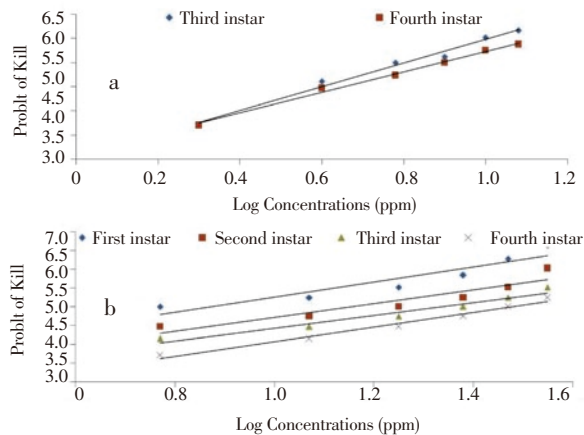 Third instar Fourth instar
6.5
6.0
5.5
5.0
4.5
4.0
3.5
3.0
a
Problt of Kill
0 0.2 0.4 0.6 0.8 1.0 1.2
Log Concentrations (ppm)
First instar Second instar Third instar Fourth instar
7.0
6.5
6.0
5.5
5.0
4.5
4.0
3.5
3.0
b
Problt of Kill
0 0.8 1.0 1.2 1.4 1.6
Log Concentrations (ppm)